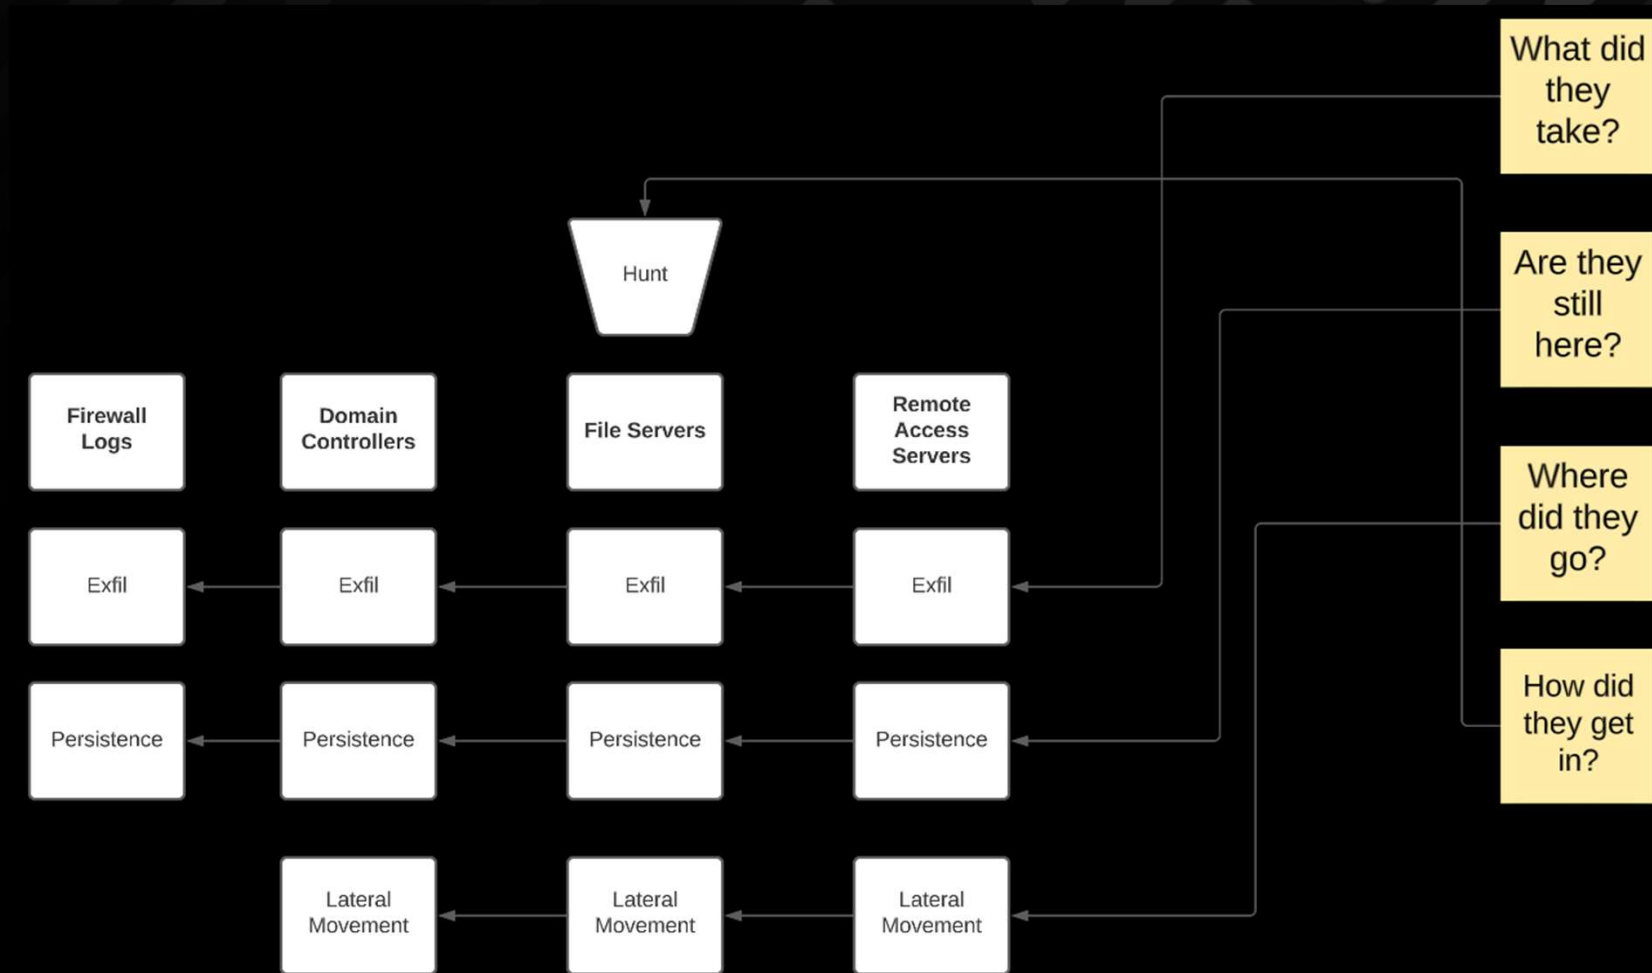 What did
they
take?
Hunt
Are they
still
here?
Firewall
Logs
Domain
Controllers
File Servers
Remote
Access
Servers
Where
did they
go?
Exfil
Exfil
Exfil
Exfil
How did
they get
in?
Persistence
Persistence
Persistence
Persistence
Lateral
Movement
Lateral
Movement
Lateral
Movement